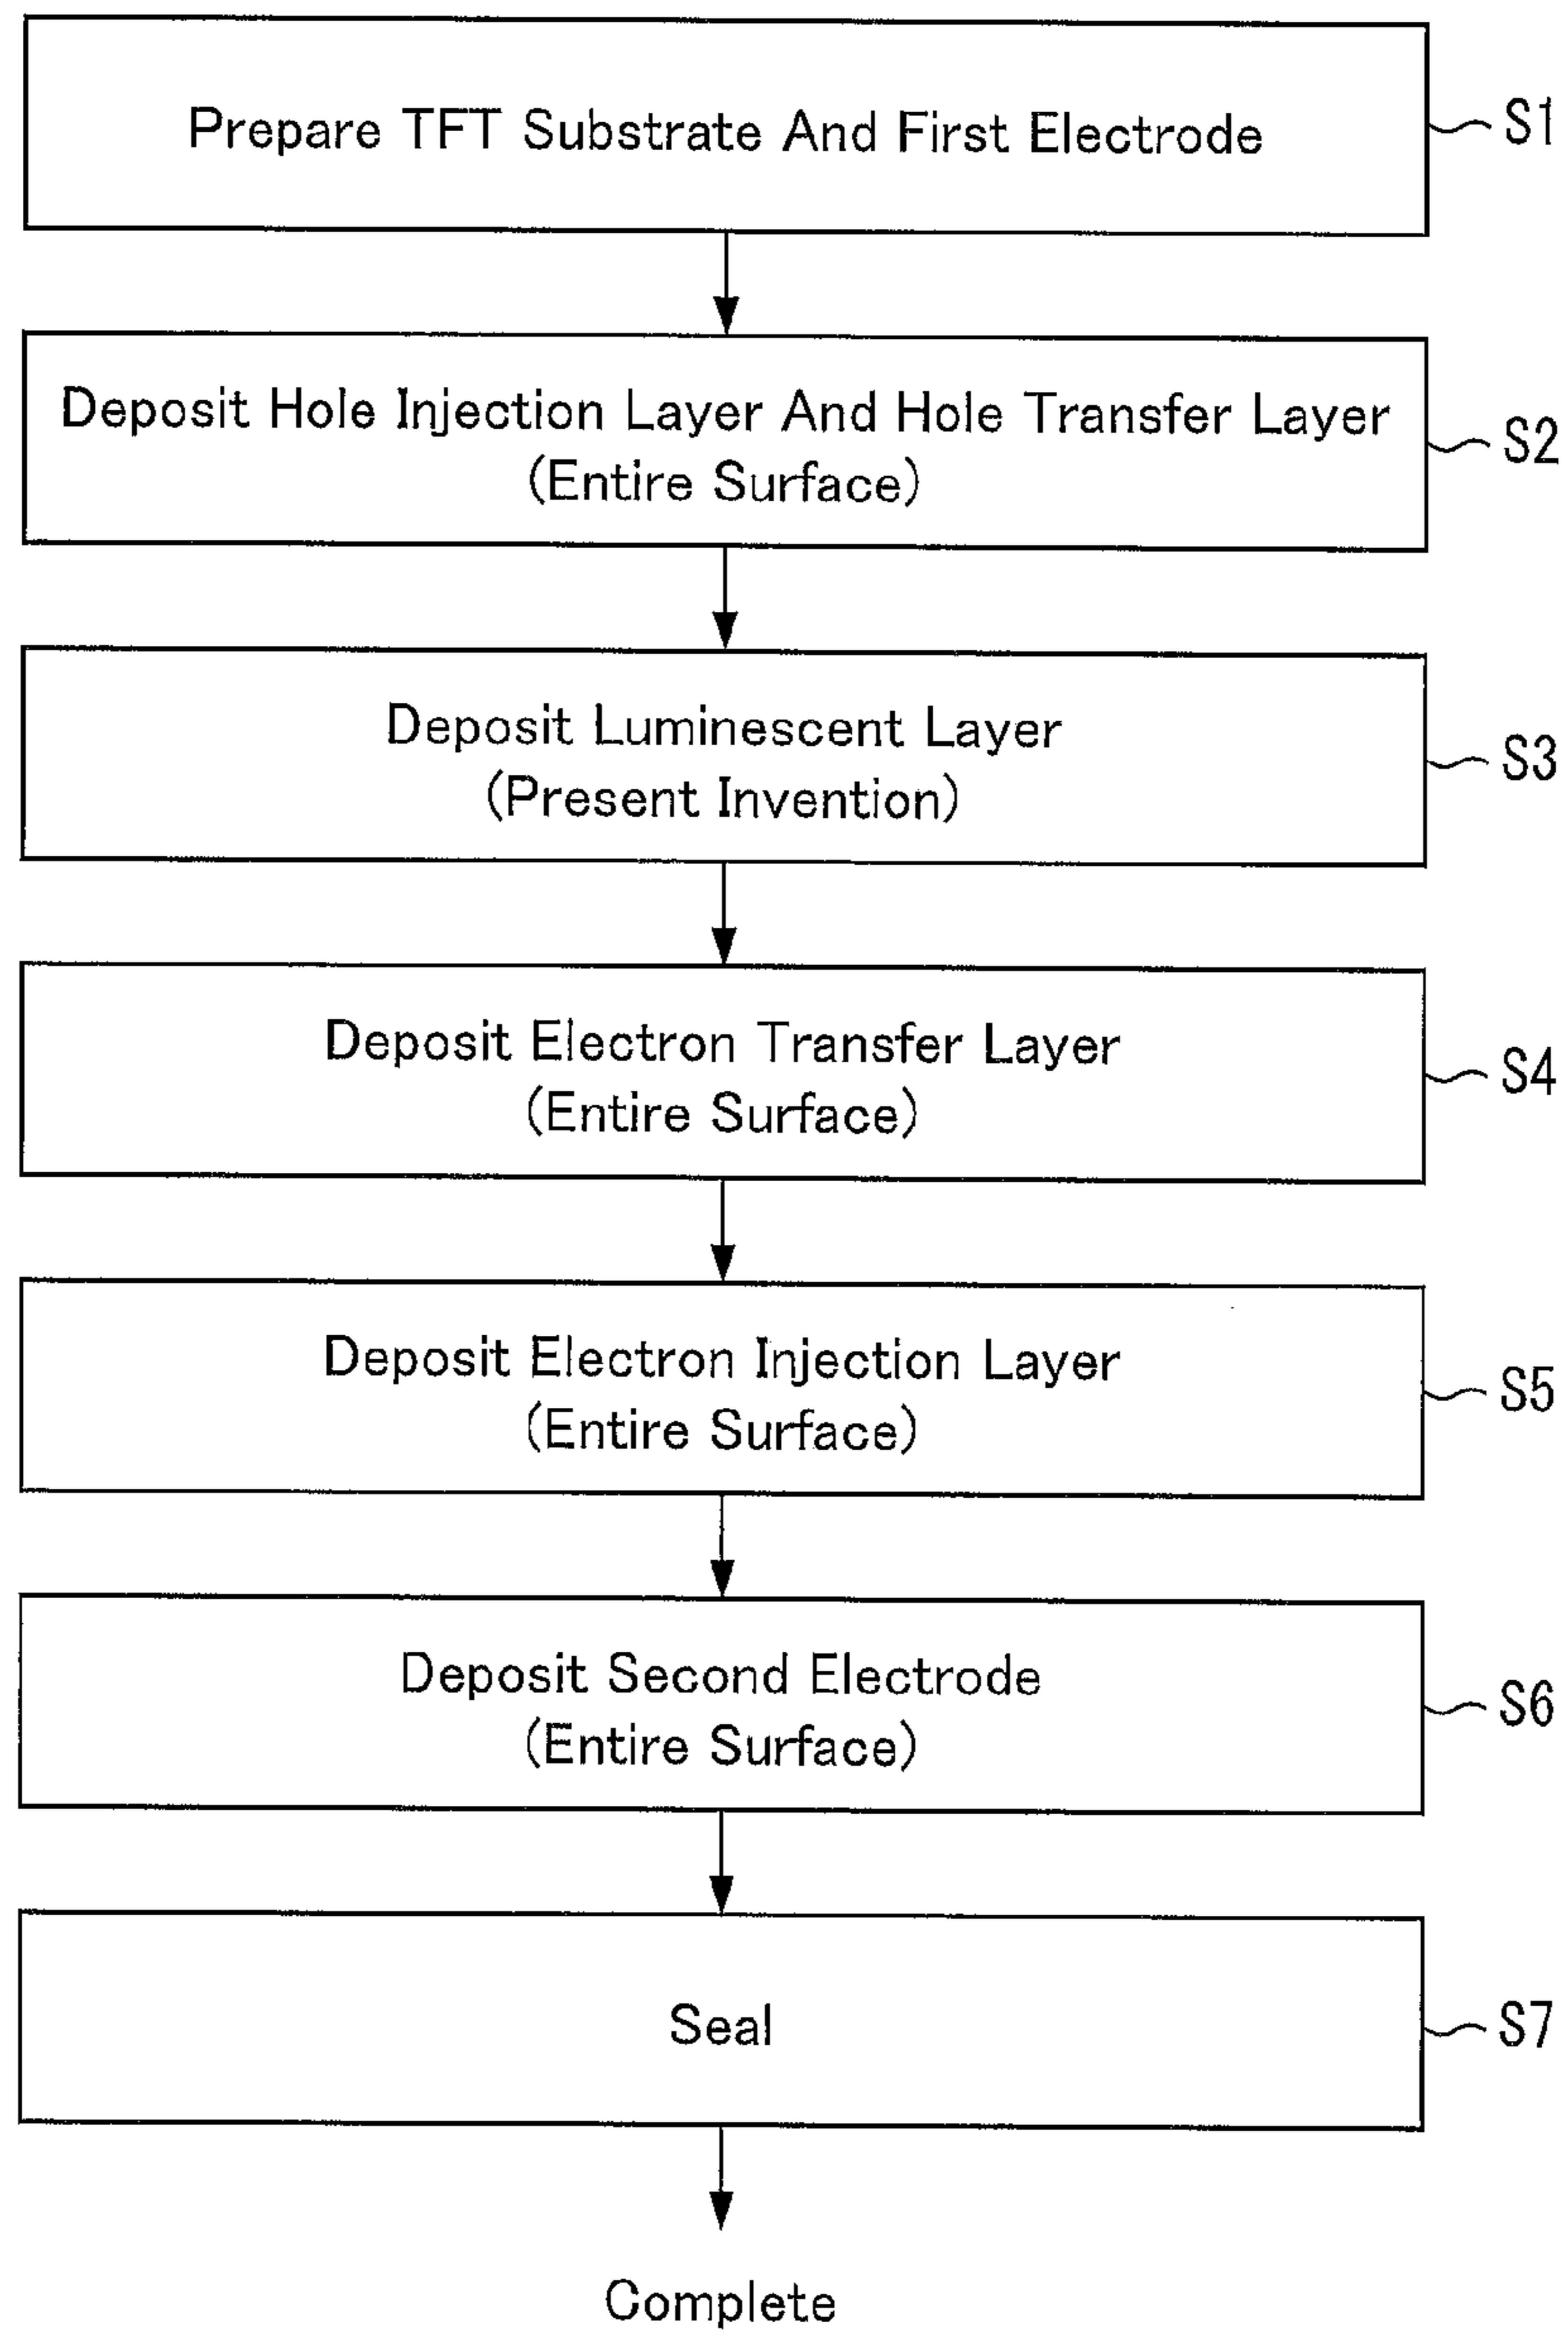 Prepare TFT Substrate And First Electrode
S1
Deposit Hole Injection Layer And Hole Transfer Layer
(Entire Surface)
S2
Deposit Luminescent Layer
(Present Invention)
S3
Deposit Electron Transfer Layer
(Entire Surface)
S4
Deposit Electron Injection Layer
(Entire Surface)
S5
Deposit Second Electrode
(Entire Surface)
S6
Seal
S7
Complete